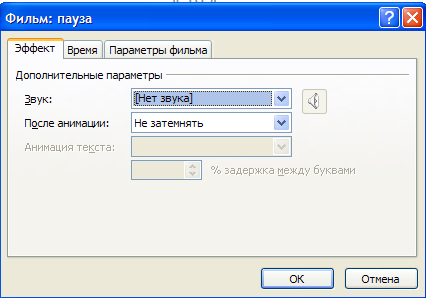 Фильм: пауза
Эффект Время Параметры фильма
Дополнительные параметры
Звук: [Нет звука]
После анимации: Не затемнять
Анимация текста:
% задержка между буквами
ОК Отмена